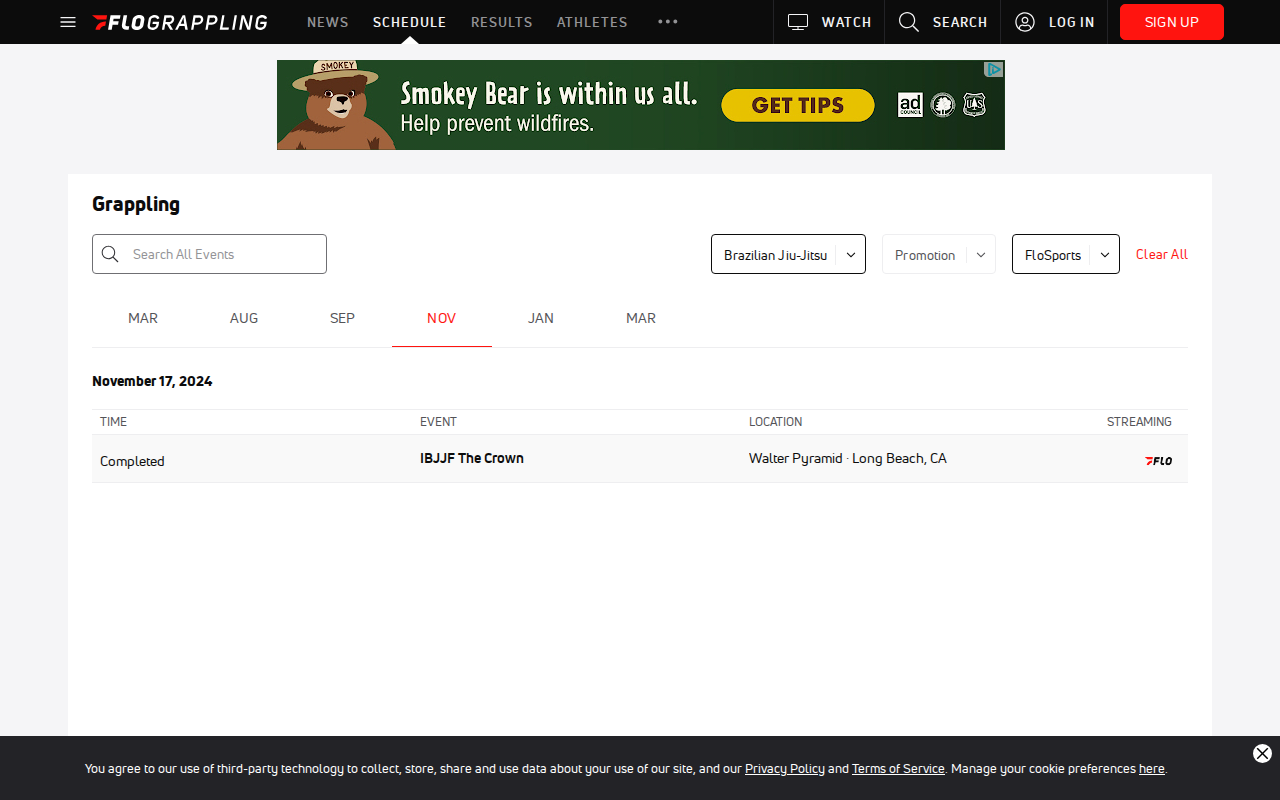 FLOGRAPPLING NEWS SCHEDULE RESULTS ATHLETES ••• WATCH SEARCH LOG IN SIGN UP
SMOKEY
Smokey Bear is within us all.
Help prevent wildfires.
GET TIPS
ad
COUNCIL
U S
Grappling
Search All Events
Brazilian Jiu-Jitsu
Promotion
FloSports
Clear All
MAR AUG SEP NOV JAN MAR
November 17, 2024
TIME EVENT LOCATION STREAMING
Completed IBJJF The Crown Walter Pyramid · Long Beach, CA FLO
You agree to our use of third-party technology to collect, store, share and use data about your use of our site, and our Privacy Policy and Terms of Service. Manage your cookie preferences here.